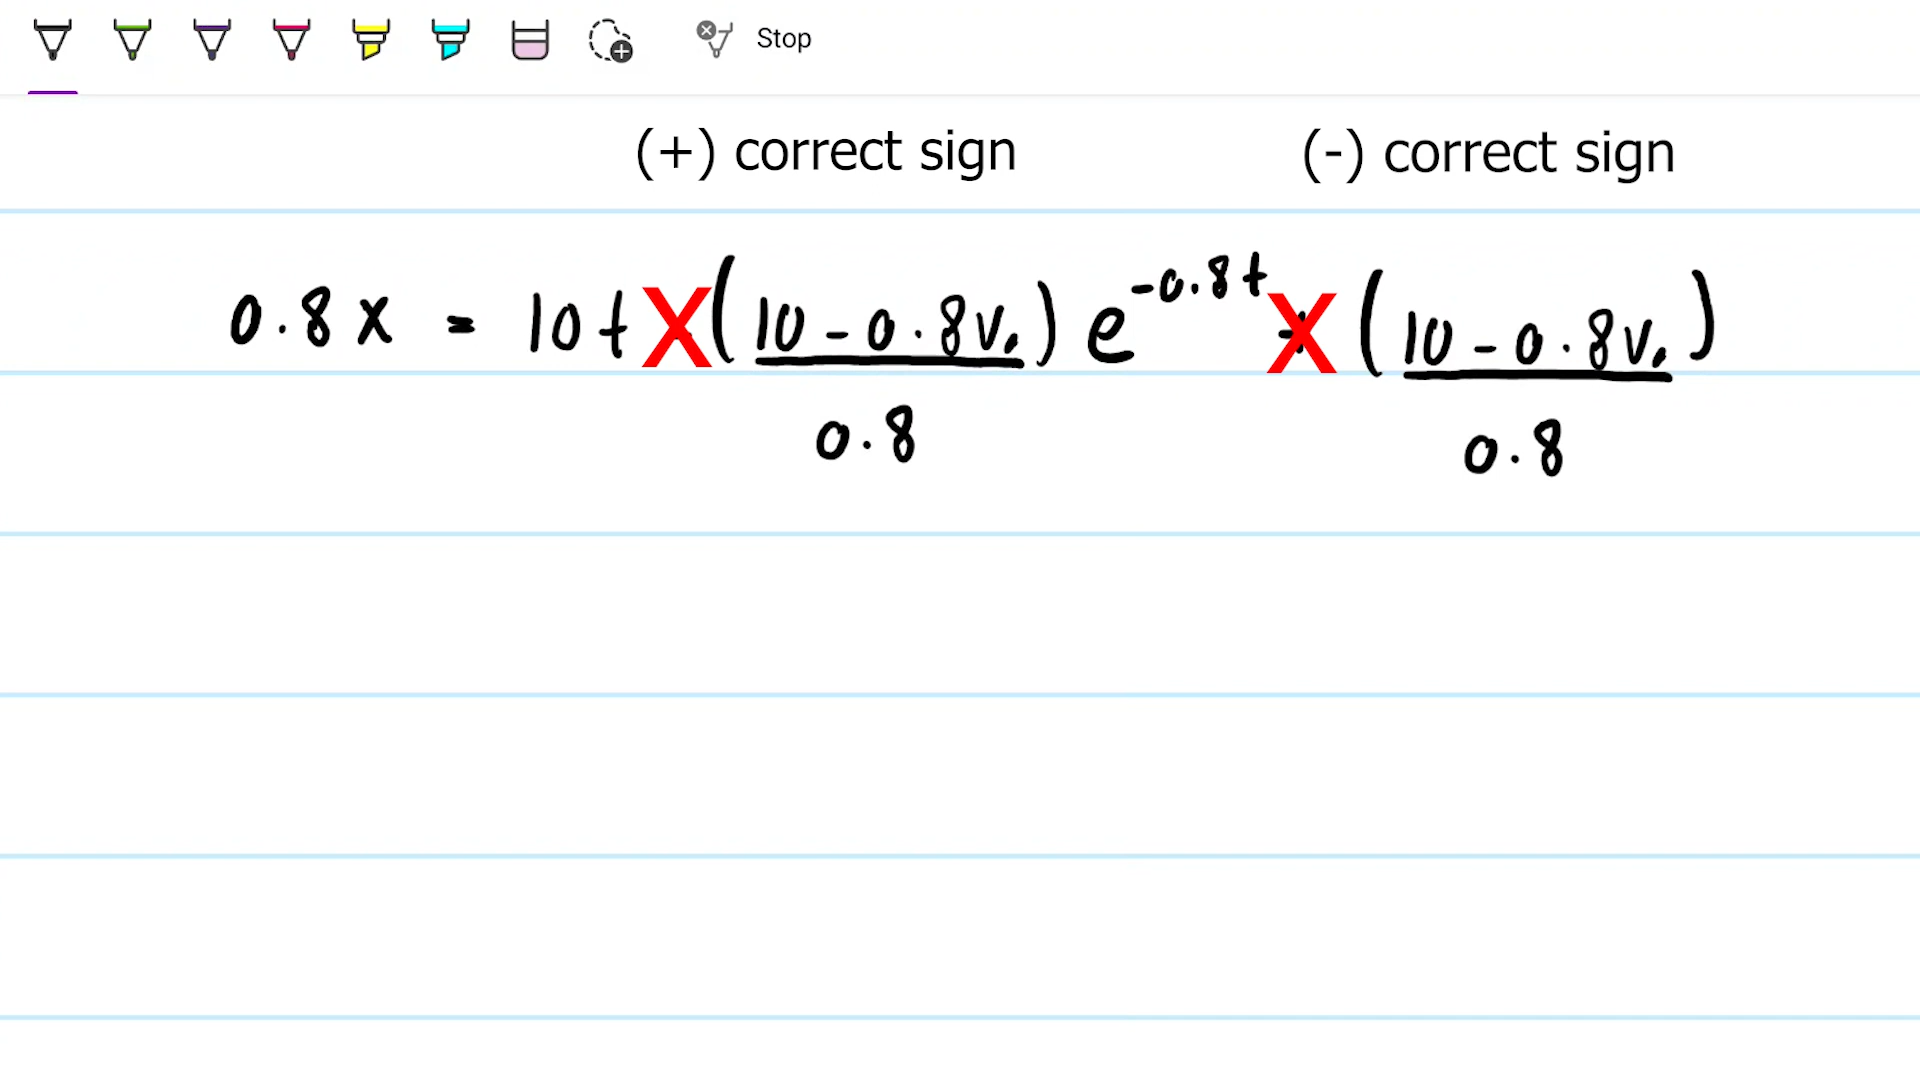 Stop
(+) correct sign (-) correct sign
0.8x = 10t X (10 - 0.8v₀) e^-0.8t X (10 - 0.8v₀)
0.8 0.8